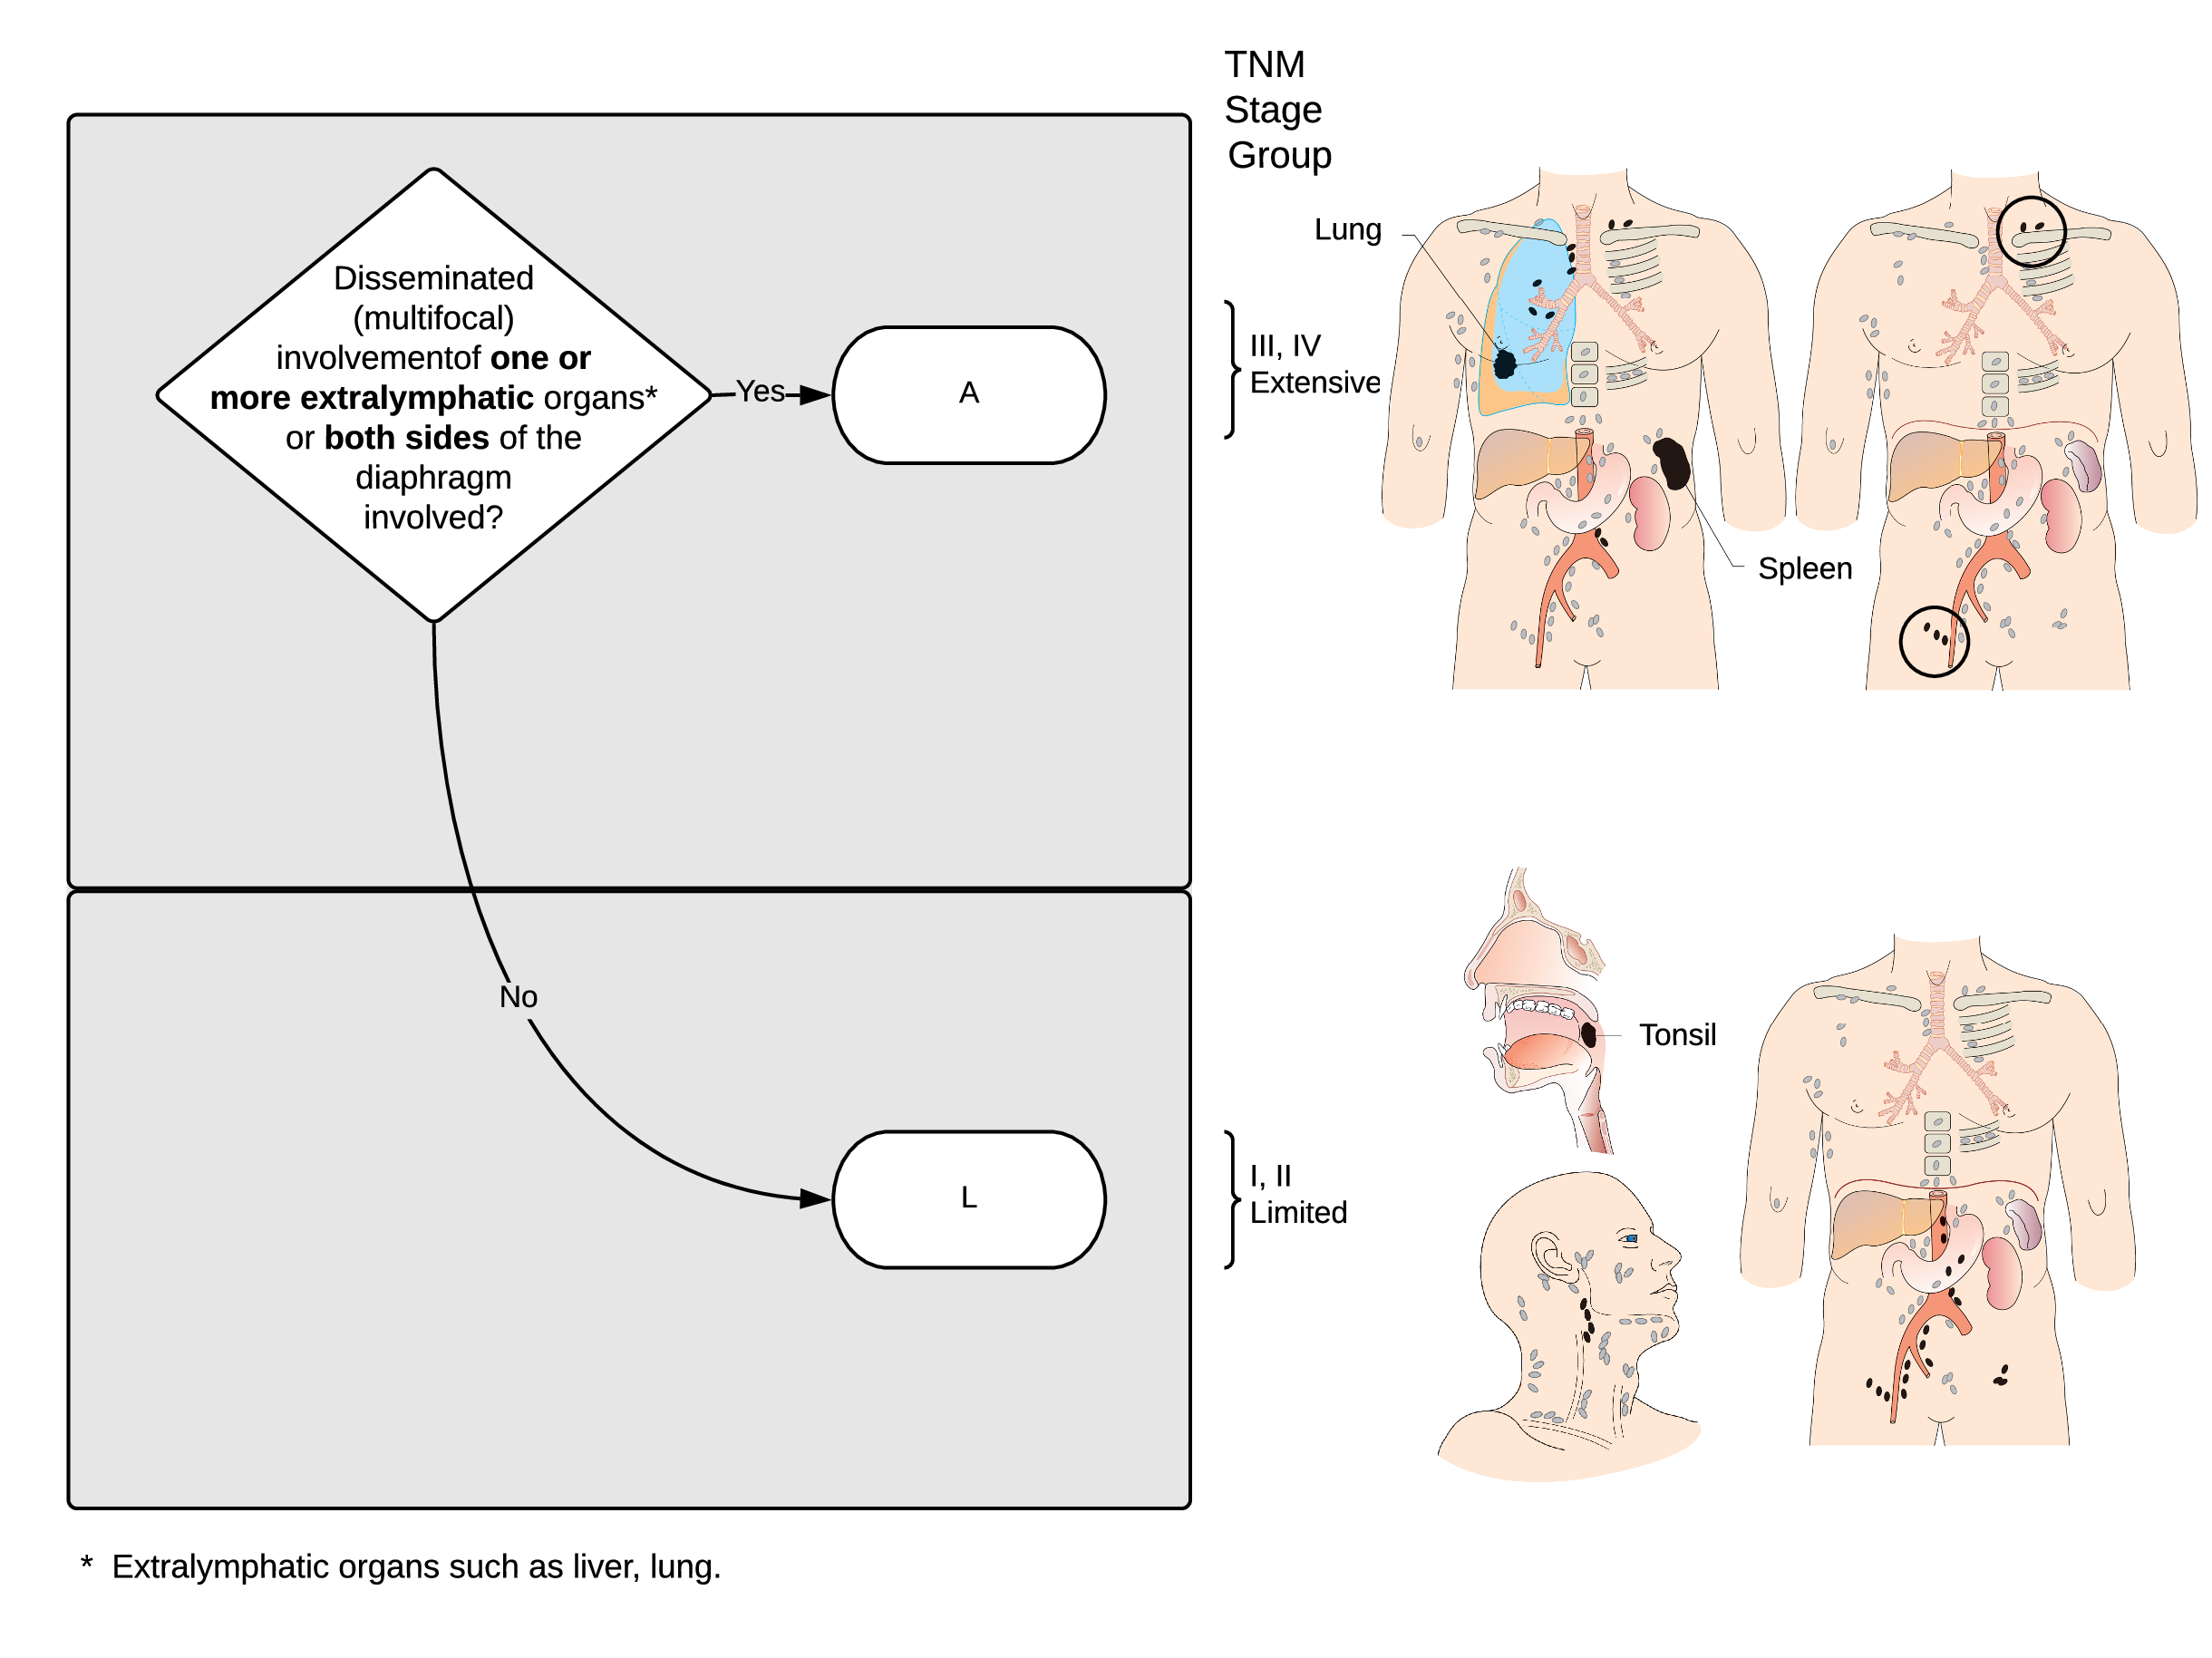 TNM
Stage
Group
Disseminated
(multifocal)
involvementof one or
more extralymphatic organs*
or both sides of the
diaphragm
involved?
Yes
A
III, IV
Extensive
Lung
Spleen
No
L
I, II
Limited
Tonsil
* Extralymphatic organs such as liver, lung.